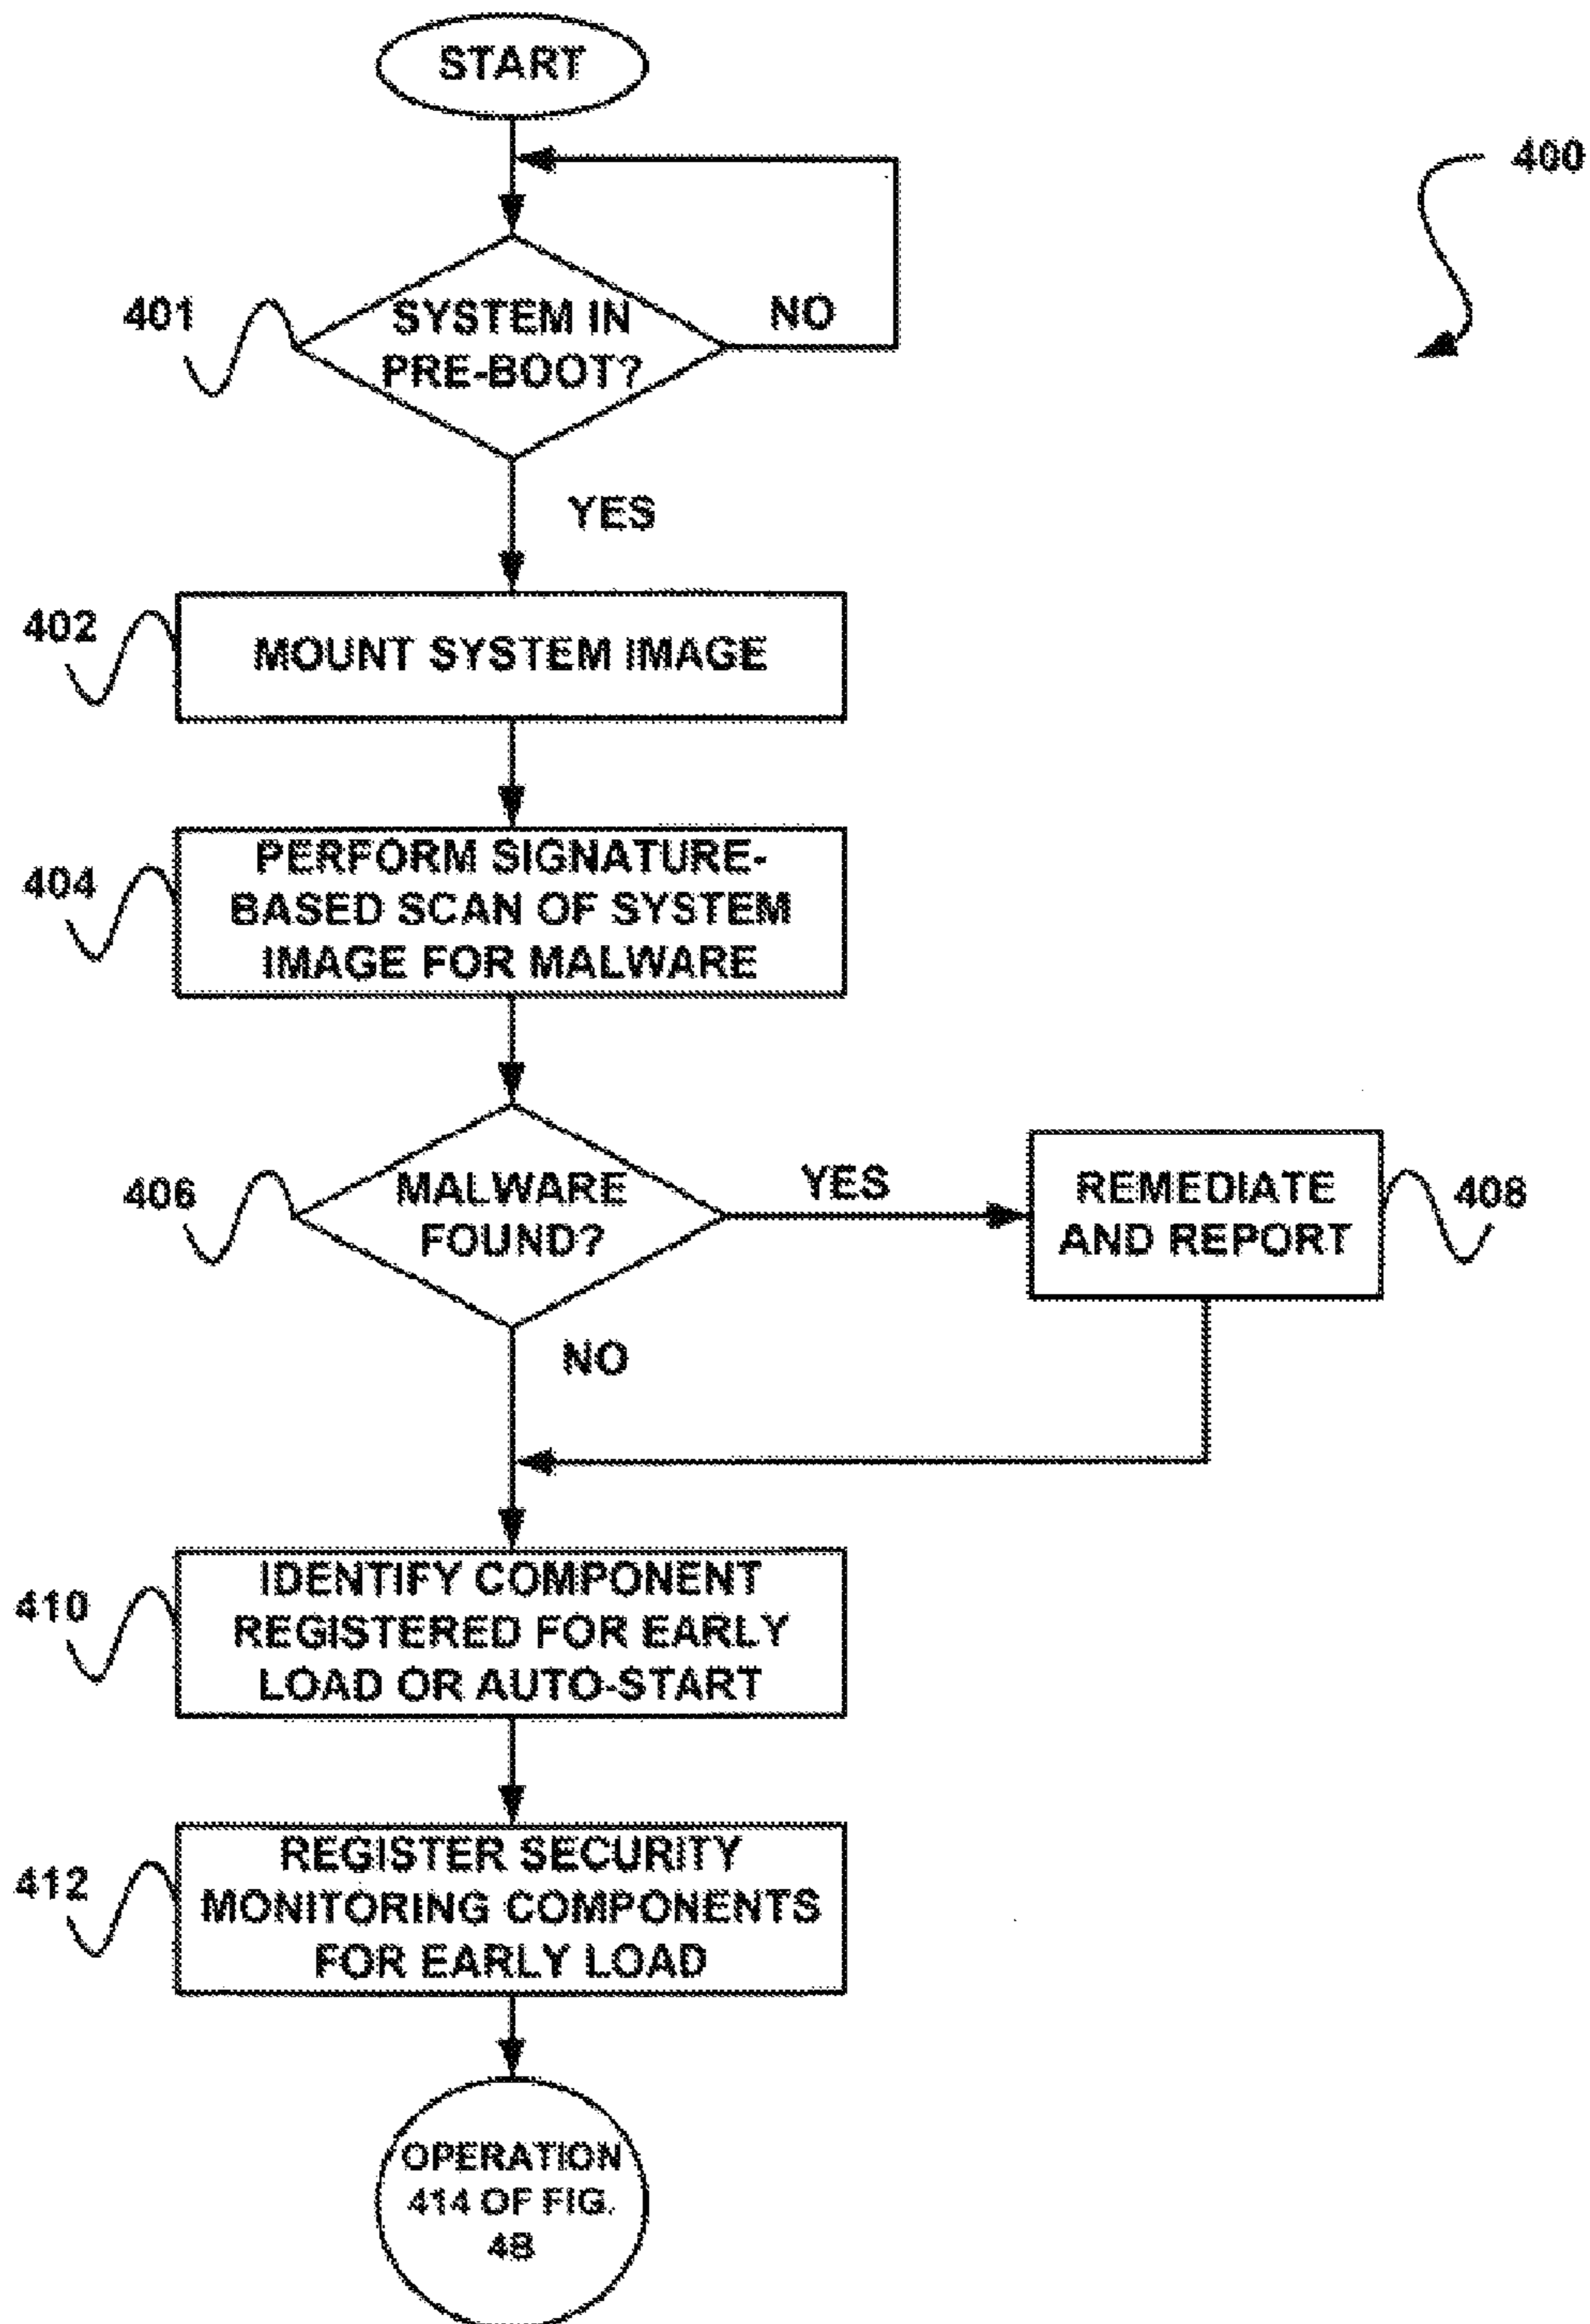 START
400
401
SYSTEM IN
PRE-BOOT?
NO
YES
402
MOUNT SYSTEM IMAGE
404
PERFORM SIGNATURE-
BASED SCAN OF SYSTEM
IMAGE FOR MALWARE
406
MALWARE
FOUND?
YES
REMEDIATE
AND REPORT
408
NO
410
IDENTIFY COMPONENT
REGISTERED FOR EARLY
LOAD OR AUTO-START
412
REGISTER SECURITY
MONITORING COMPONENTS
FOR EARLY LOAD
OPERATION
414 OF FIG.
4B